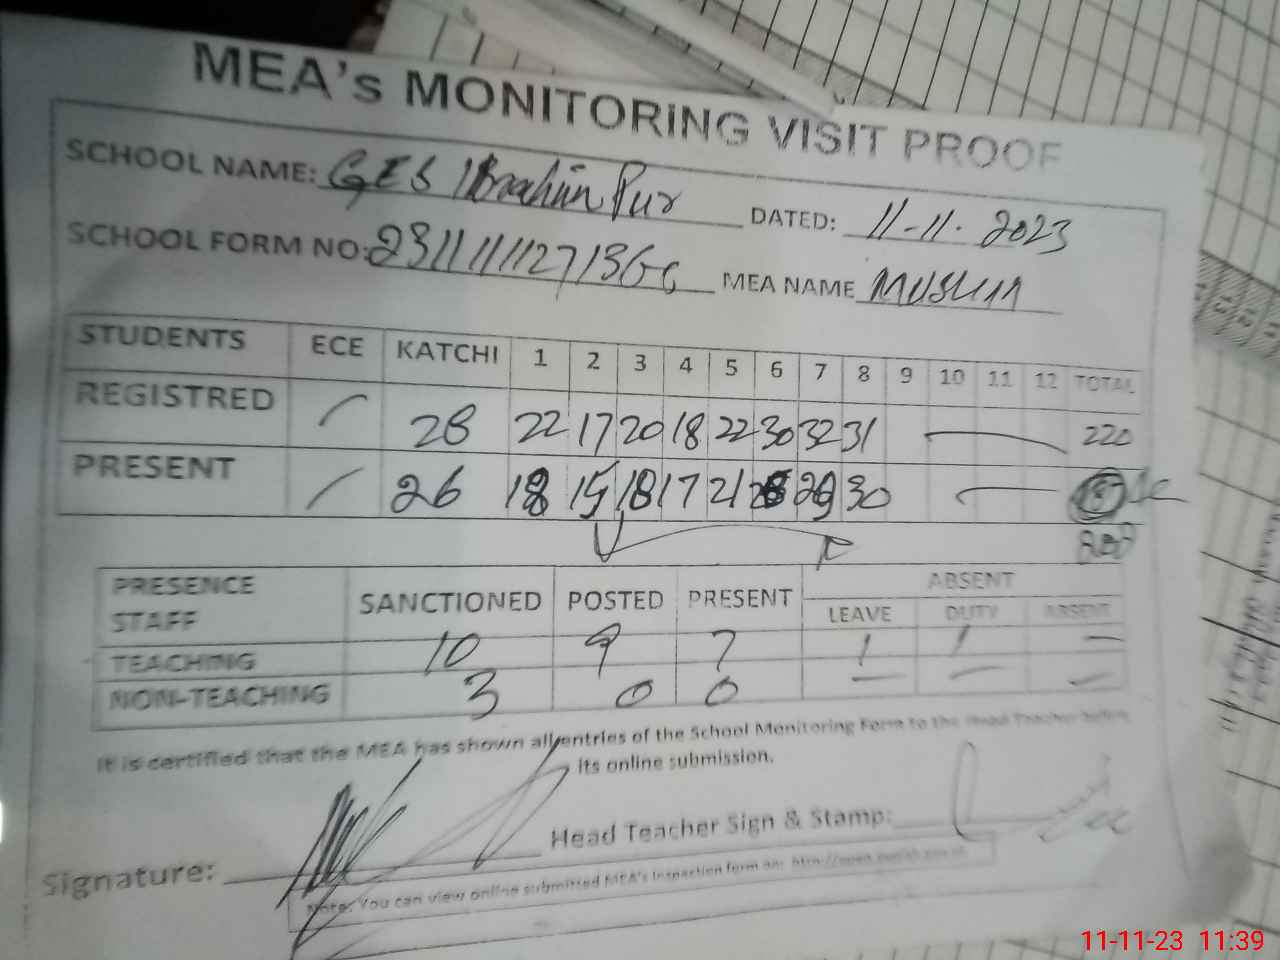 MEA's MONITORING VISIT PROOF
SCHOOL NAME: GES Ibrahim Pur DATED: 11-11-2023
SCHOOL FORM NO: MEA NAME
STUDENTS ECE KATCHI 1 2 3 4 5 6 7 8 9 10 11 12 TOTAL
REGISTRED 28 22 17 20 18 22 30 32 31 220
PRESENT 26 18 15 18 17 21 30
PRESENCE STAFF SANCTIONED POSTED PRESENT ABSENT
LEAVE DUTY ABSENT
TEACHING 10 9 7 1 1 -
NON-TEACHING 3 0 0 - - -
It is certified that the MEA has shown all entries of the School Monitoring Form to the Head Teacher before
its online submission.
Signature: Head Teacher Sign & Stamp:
Note: You can view online submitted MEA's Inspection form on:
11-11-23 11:39